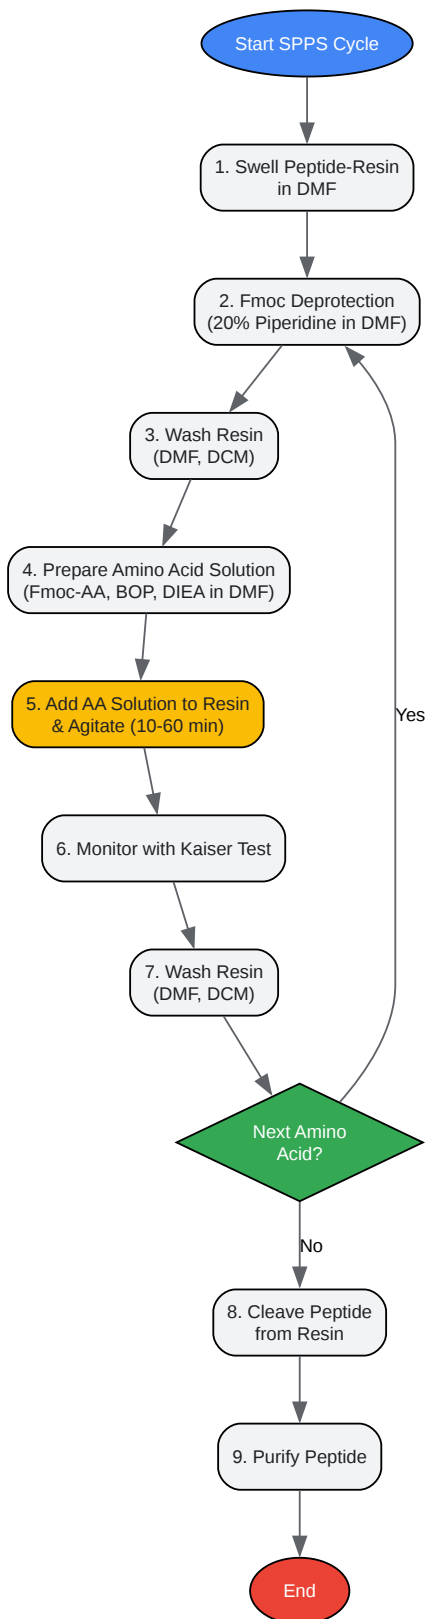 Start SPPS Cycle
1. Swell Peptide-Resin
in DMF
2. Fmoc Deprotection
(20% Piperidine in DMF)
3. Wash Resin
(DMF, DCM)
4. Prepare Amino Acid Solution
(Fmoc-AA, BOP, DIEA in DMF)
5. Add AA Solution to Resin
& Agitate (10-60 min)
Yes
6. Monitor with Kaiser Test
7. Wash Resin
(DMF, DCM)
Next Amino
Acid?
No
8. Cleave Peptide
from Resin
9. Purify Peptide
End